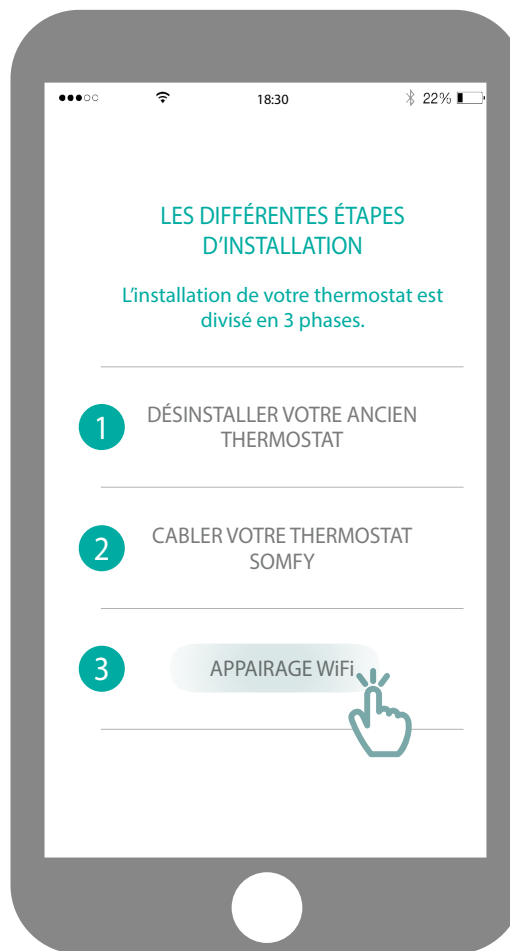 18:30
22%
LES DIFFÉRENTES ÉTAPES
D'INSTALLATION
L'installation de votre thermostat est
divisé en 3 phases.
1
DÉSINSTALLER VOTRE ANCIEN
THERMOSTAT
2
CABLER VOTRE THERMOSTAT
SOMFY
3
APPAIRAGE WiFi